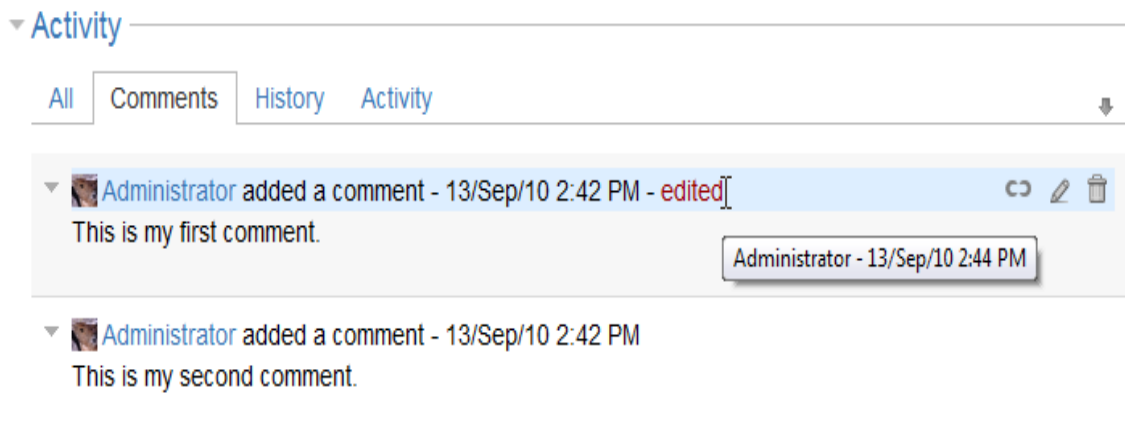 Activity
All Comments History Activity
Administrator added a comment - 13/Sep/10 2:42 PM - edited
This is my first comment.
Administrator - 13/Sep/10 2:44 PM
Administrator added a comment - 13/Sep/10 2:42 PM
This is my second comment.